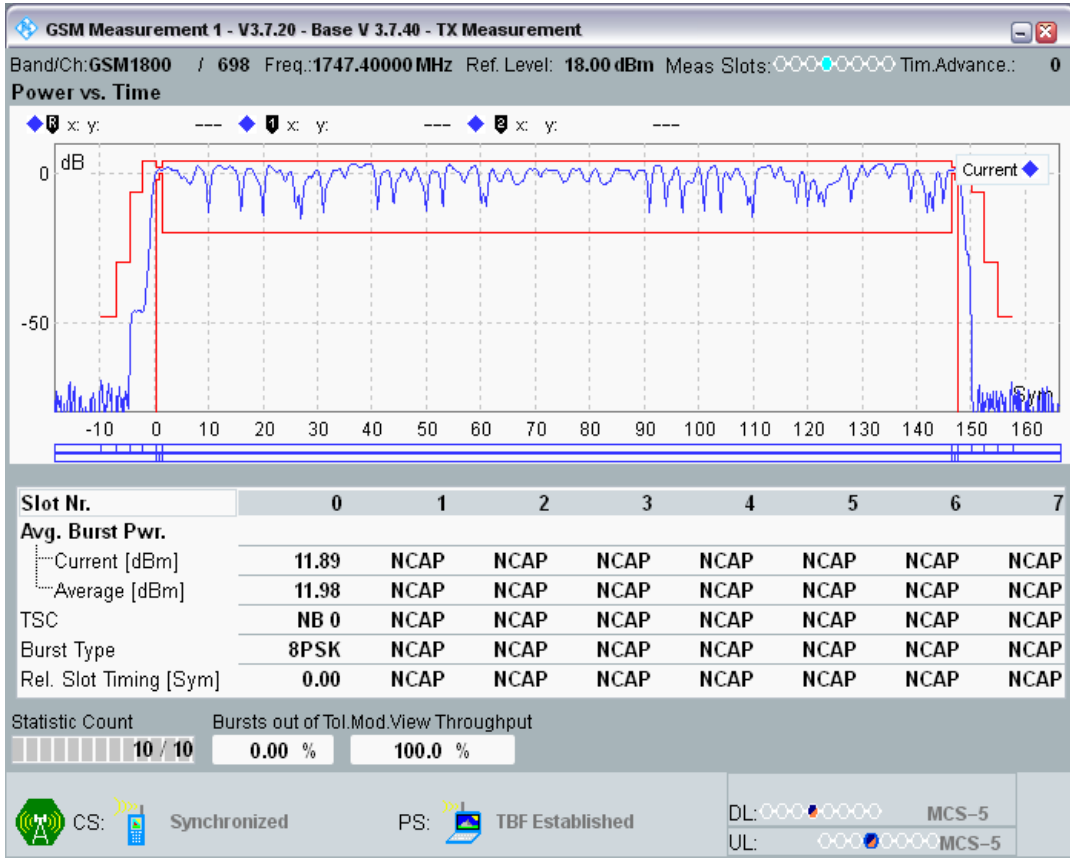 GSM Measurement 1 - V3.7.20 - Base V 3.7.40 - TX Measurement
Band/Ch:GSM1800 / 698 Freq.:1747.40000 MHz Ref. Level: 18.00 dBm Meas Slots: Tim.Advance.: 0
Power vs. Time
R x: y: --- 1 x: y: --- 2 x: y: ---
dB
Current
0
-50
Sym
-10 0 10 20 30 40 50 60 70 80 90 100 110 120 130 140 150 160
Slot Nr. 0 1 2 3 4 5 6 7
Avg. Burst Pwr.
Current [dBm] 11.89 NCAP NCAP NCAP NCAP NCAP NCAP NCAP
Average [dBm] 11.98 NCAP NCAP NCAP NCAP NCAP NCAP NCAP
TSC NB 0 NCAP NCAP NCAP NCAP NCAP NCAP NCAP
Burst Type 8PSK NCAP NCAP NCAP NCAP NCAP NCAP NCAP
Rel. Slot Timing [Sym] 0.00 NCAP NCAP NCAP NCAP NCAP NCAP NCAP
Statistic Count Bursts out of Tol. Mod.View Throughput
10 / 10 0.00 % 100.0 %
CS: Synchronized PS: TBF Established
DL: MCS-5
UL: MCS-5